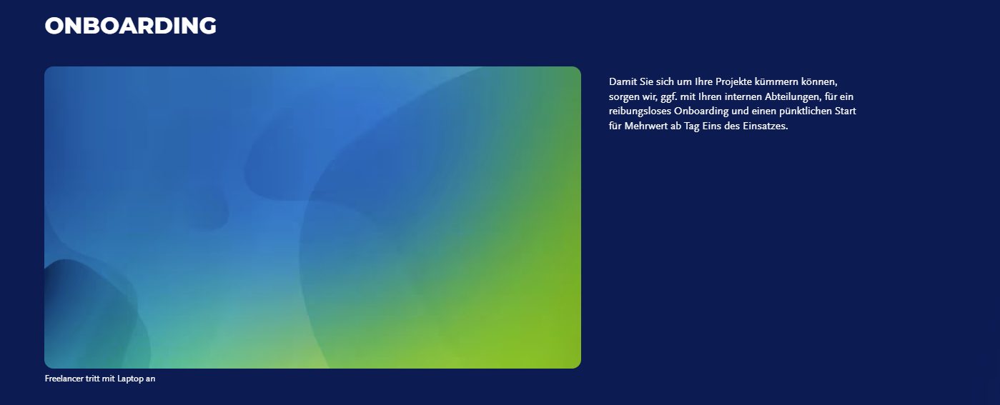 ONBOARDING
Damit Sie sich um Ihre Projekte kümmern können,
sorgen wir, ggf. mit Ihren internen Abteilungen, für ein
reibungsloses Onboarding und einen pünktlichen Start
für Mehrwert ab Tag Eins des Einsatzes.
Freelancer tritt mit Laptop an